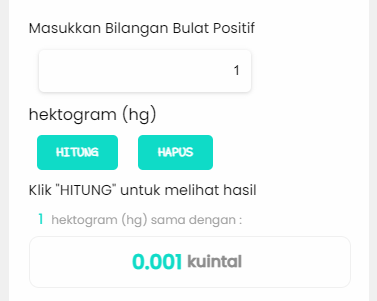 Masukkan Bilangan Bulat Positif
1
hektogram (hg)
HITUNG HAPUS
Klik "HITUNG" untuk melihat hasil
1 hektogram (hg) sama dengan :
0.001 kuintal